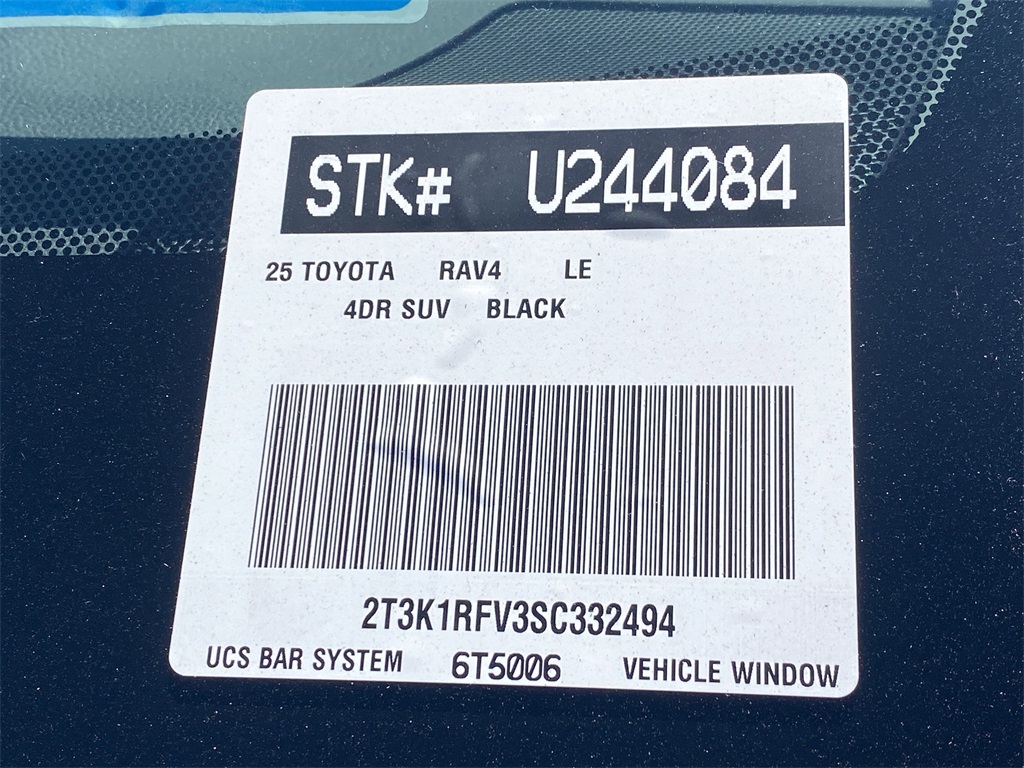 STK# U244084
25 TOYOTA RAV4 LE
4DR SUV BLACK
2T3K1RFV3SC332494
UCS BAR SYSTEM 6T5006 VEHICLE WINDOW